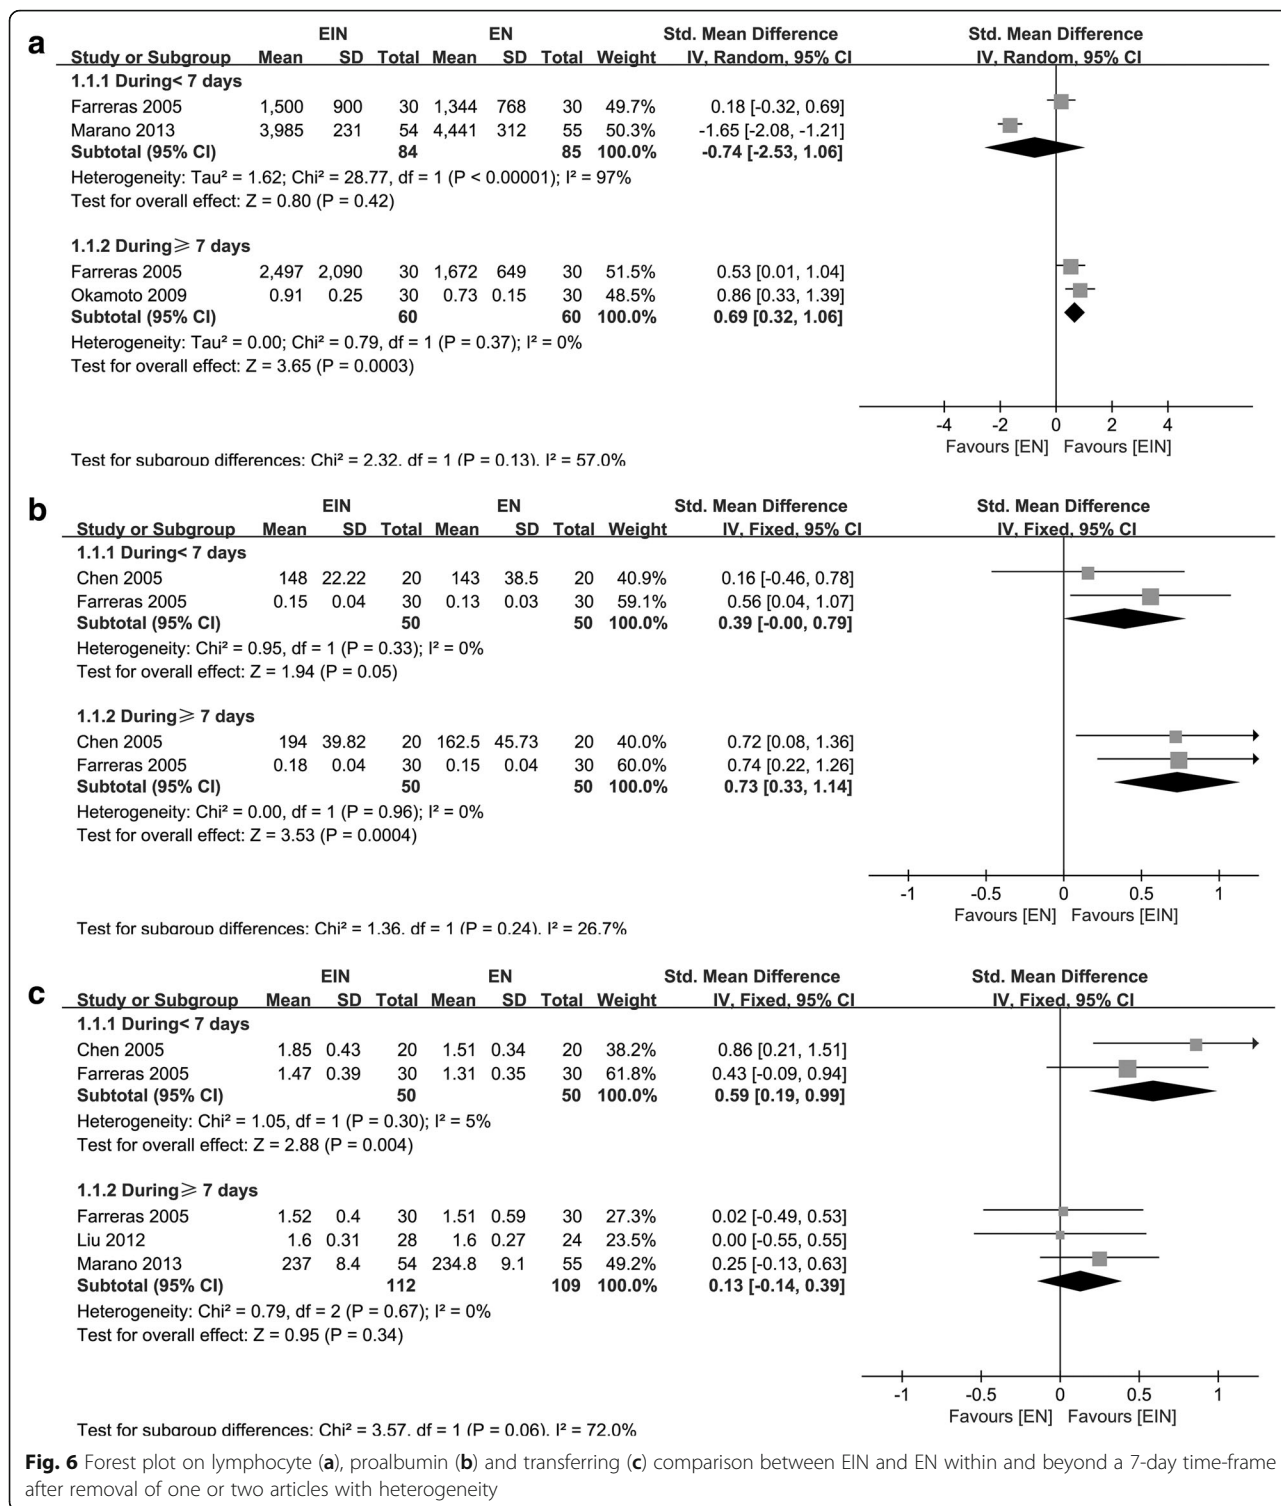 a
EIN EN Std. Mean Difference Std. Mean Difference
Study or Subgroup Mean SD Total Mean SD Total Weight IV, Random, 95% CI IV, Random, 95% CI
1.1.1 During< 7 days
Farreras 2005 1,500 900 30 1,344 768 30 49.7% 0.18 [-0.32, 0.69]
Marano 2013 3,985 231 54 4,441 312 55 50.3% -1.65 [-2.08, -1.21]
Subtotal (95% CI) 84 85 100.0% -0.74 [-2.53, 1.06]
Heterogeneity: Tau² = 1.62; Chi² = 28.77, df = 1 (P < 0.00001); I² = 97%
Test for overall effect: Z = 0.80 (P = 0.42)
1.1.2 During⩾ 7 days
Farreras 2005 2,497 2,090 30 1,672 649 30 51.5% 0.53 [0.01, 1.04]
Okamoto 2009 0.91 0.25 30 0.73 0.15 30 48.5% 0.86 [0.33, 1.39]
Subtotal (95% CI) 60 60 100.0% 0.69 [0.32, 1.06]
Heterogeneity: Tau² = 0.00; Chi² = 0.79, df = 1 (P = 0.37); I² = 0%
Test for overall effect: Z = 3.65 (P = 0.0003)
-4 -2 0 2 4
Favours [EN] Favours [EIN]
Test for subgroup differences: Chi² = 2.32, df = 1 (P = 0.13), I² = 57.0%
b
EIN EN Std. Mean Difference Std. Mean Difference
Study or Subgroup Mean SD Total Mean SD Total Weight IV, Fixed, 95% CI IV, Fixed, 95% CI
1.1.1 During< 7 days
Chen 2005 148 22.22 20 143 38.5 20 40.9% 0.16 [-0.46, 0.78]
Farreras 2005 0.15 0.04 30 0.13 0.03 30 59.1% 0.56 [0.04, 1.07]
Subtotal (95% CI) 50 50 100.0% 0.39 [-0.00, 0.79]
Heterogeneity: Chi² = 0.95, df = 1 (P = 0.33); I² = 0%
Test for overall effect: Z = 1.94 (P = 0.05)
1.1.2 During⩾ 7 days
Chen 2005 194 39.82 20 162.5 45.73 20 40.0% 0.72 [0.08, 1.36]
Farreras 2005 0.18 0.04 30 0.15 0.04 30 60.0% 0.74 [0.22, 1.26]
Subtotal (95% CI) 50 50 100.0% 0.73 [0.33, 1.14]
Heterogeneity: Chi² = 0.00, df = 1 (P = 0.96); I² = 0%
Test for overall effect: Z = 3.53 (P = 0.0004)
-1 -0.5 0 0.5 1
Favours [EN] Favours [EIN]
Test for subgroup differences: Chi² = 1.36, df = 1 (P = 0.24), I² = 26.7%
c
EIN EN Std. Mean Difference Std. Mean Difference
Study or Subgroup Mean SD Total Mean SD Total Weight IV, Fixed, 95% CI IV, Fixed, 95% CI
1.1.1 During< 7 days
Chen 2005 1.85 0.43 20 1.51 0.34 20 38.2% 0.86 [0.21, 1.51]
Farreras 2005 1.47 0.39 30 1.31 0.35 30 61.8% 0.43 [-0.09, 0.94]
Subtotal (95% CI) 50 50 100.0% 0.59 [0.19, 0.99]
Heterogeneity: Chi² = 1.05, df = 1 (P = 0.30); I² = 5%
Test for overall effect: Z = 2.88 (P = 0.004)
1.1.2 During⩾ 7 days
Farreras 2005 1.52 0.4 30 1.51 0.59 30 27.3% 0.02 [-0.49, 0.53]
Liu 2012 1.6 0.31 28 1.6 0.27 24 23.5% 0.00 [-0.55, 0.55]
Marano 2013 237 8.4 54 234.8 9.1 55 49.2% 0.25 [-0.13, 0.63]
Subtotal (95% CI) 112 109 100.0% 0.13 [-0.14, 0.39]
Heterogeneity: Chi² = 0.79, df = 2 (P = 0.67); I² = 0%
Test for overall effect: Z = 0.95 (P = 0.34)
-1 -0.5 0 0.5 1
Favours [EN] Favours [EIN]
Test for subgroup differences: Chi² = 3.57, df = 1 (P = 0.06), I² = 72.0%
Fig. 6 Forest plot on lymphocyte (a), proalbumin (b) and transferring (c) comparison between EIN and EN within and beyond a 7-day time-frame
after removal of one or two articles with heterogeneity